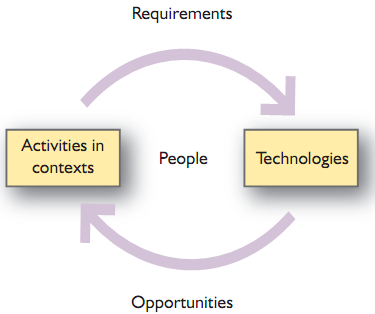 Requirements
Activities in
contexts
People
Technologies
Opportunities